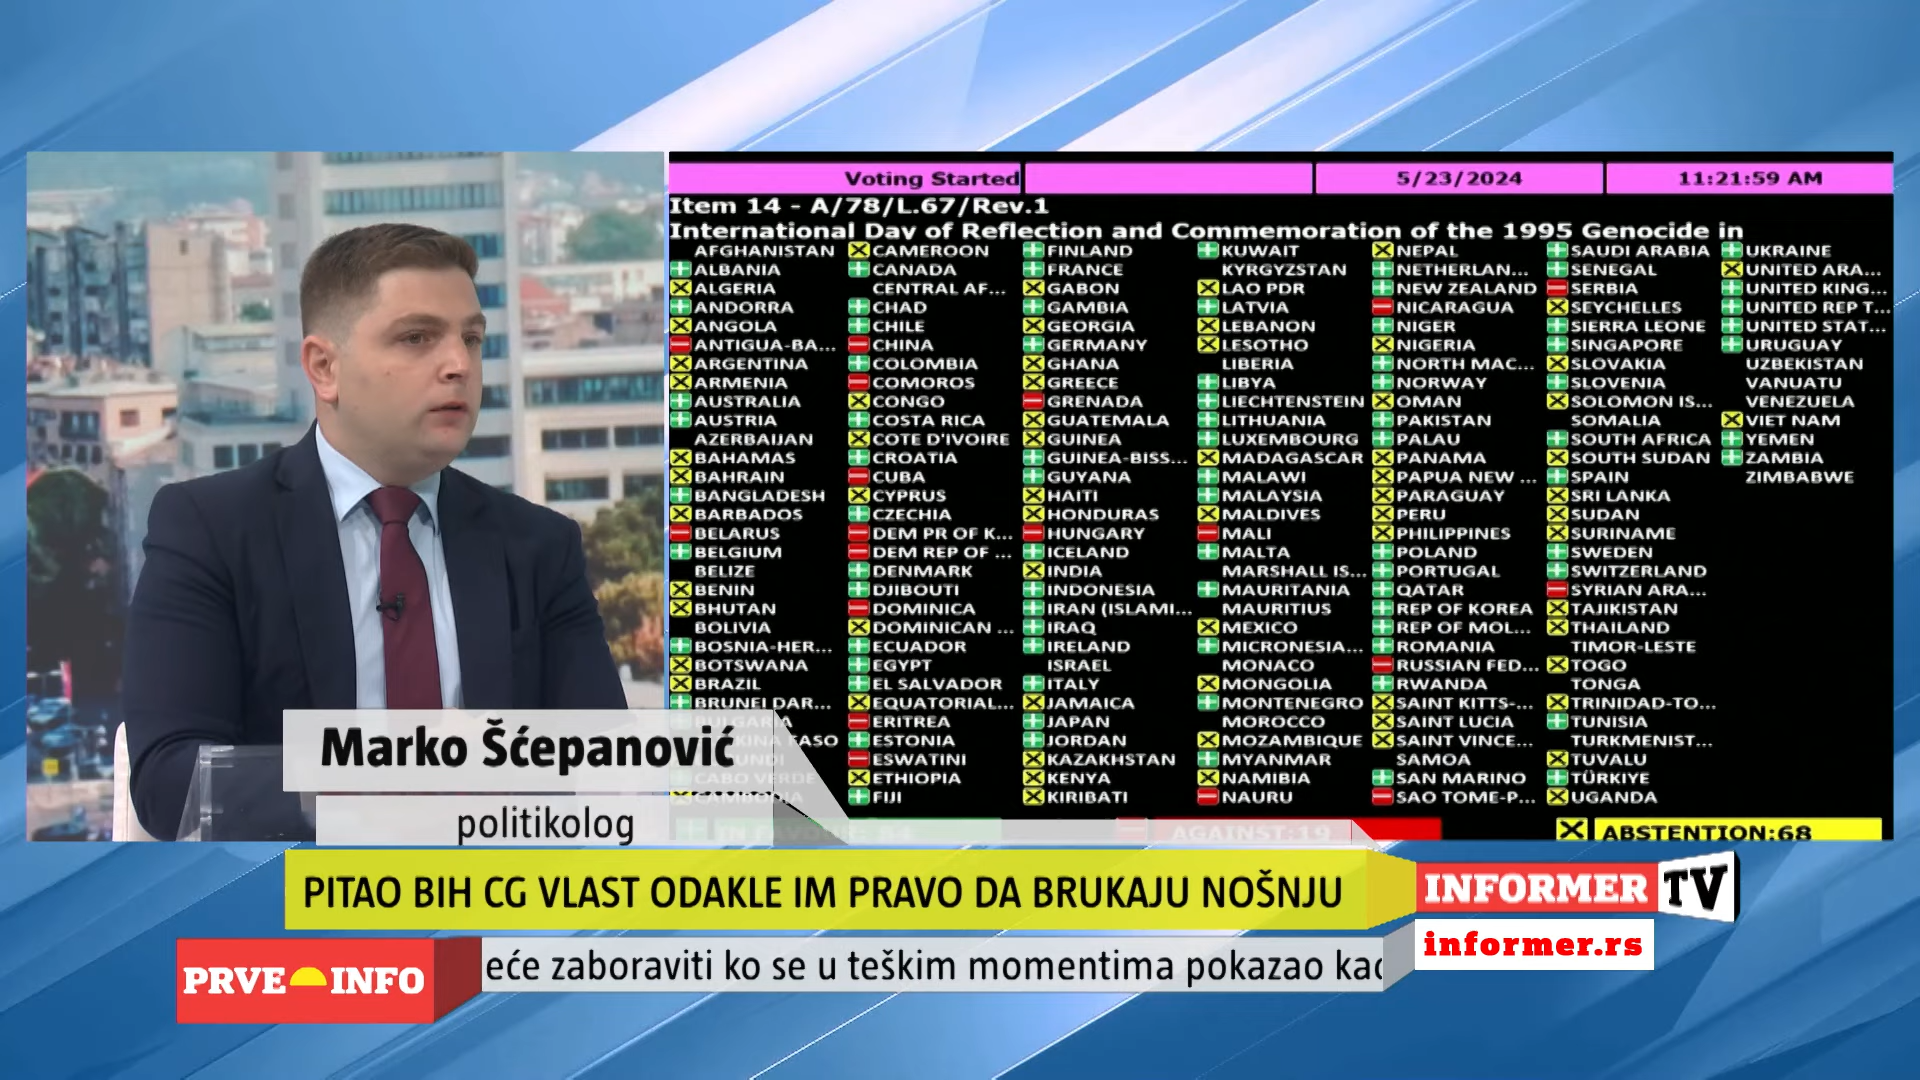 Voting Started
5/23/2024
11:21:59 AM
Item 14 - A/78/L.67/Rev.1
International Day of Reflection and Commemoration of the 1995 Genocide in
AFGHANISTAN
ALBANIA
ALGERIA
ANDORRA
ANGOLA
ANTIGUA-BA...
ARGENTINA
ARMENIA
AUSTRALIA
AUSTRIA
AZERBAIJAN
BAHAMAS
BAHRAIN
BANGLADESH
BARBADOS
BELARUS
BELGIUM
BELIZE
BENIN
BHUTAN
BOLIVIA
BOSNIA-HER...
BOTSWANA
BRAZIL
BRUNEI DAR...
BULGARIA
CABO VERDE
CAMBODIA
CAMEROON
CANADA
CENTRAL AF...
CHAD
CHILE
CHINA
COLOMBIA
COMOROS
CONGO
COSTA RICA
COTE D'IVOIRE
CROATIA
CUBA
CYPRUS
CZECHIA
DEM PR OF K...
DEM REP OF ...
DENMARK
DJIBOUTI
DOMINICA
DOMINICAN ...
ECUADOR
EGYPT
EL SALVADOR
EQUATORIAL...
ERITREA
ESTONIA
ESWATINI
ETHIOPIA
FIJI
FINLAND
FRANCE
GABON
GAMBIA
GEORGIA
GERMANY
GHANA
GREECE
GRENADA
GUATEMALA
GUINEA
GUINEA-BISS...
GUYANA
HAITI
HONDURAS
HUNGARY
ICELAND
INDIA
INDONESIA
IRAN (ISLAMI...
IRAQ
IRELAND
ISRAEL
ITALY
JAMAICA
JAPAN
JORDAN
KAZAKHSTAN
KENYA
KIRIBATI
KUWAIT
KYRGYZSTAN
LAO PDR
LATVIA
LEBANON
LESOTHO
LIBERIA
LIBYA
LIECHTENSTEIN
LITHUANIA
LUXEMBOURG
MADAGASCAR
MALAWI
MALAYSIA
MALDIVES
MALI
MALTA
MARSHALL IS...
MAURITANIA
MAURITIUS
MEXICO
MICRONESIA...
MONACO
MONGOLIA
MONTENEGRO
MOROCCO
MOZAMBIQUE
MYANMAR
NAMIBIA
NAURU
NEPAL
NETHERLAN...
NEW ZEALAND
NICARAGUA
NIGER
NIGERIA
NORTH MAC...
NORWAY
OMAN
PAKISTAN
PALAU
PANAMA
PAPUA NEW ...
PARAGUAY
PERU
PHILIPPINES
POLAND
PORTUGAL
QATAR
REP OF KOREA
REP OF MOL...
ROMANIA
RUSSIAN FED...
RWANDA
SAINT KITTS-...
SAINT LUCIA
SAINT VINCE...
SAMOA
SAN MARINO
SAO TOME-P...
SAUDI ARABIA
SENEGAL
SERBIA
SEYCHELLES
SIERRA LEONE
SINGAPORE
SLOVAKIA
SLOVENIA
SOLOMON IS...
SOMALIA
SOUTH AFRICA
SOUTH SUDAN
SPAIN
SRI LANKA
SUDAN
SURINAME
SWEDEN
SWITZERLAND
SYRIAN ARA...
TAJIKISTAN
THAILAND
TIMOR-LESTE
TOGO
TONGA
TRINIDAD-TO...
TUNISIA
TURKMENIST...
TUVALU
TÜRKIYE
UGANDA
UKRAINE
UNITED ARA...
UNITED KING...
UNITED REP T...
UNITED STAT...
URUGUAY
UZBEKISTAN
VANUATU
VENEZUELA
VIET NAM
YEMEN
ZAMBIA
ZIMBABWE
IN FAVOUR: 84
AGAINST:19
ABSTENTION:68
Marko Šćepanović
politikolog
PITAO BIH CG VLAST ODAKLE IM PRAVO DA BRUKAJU NOŠNJU
INFORMER TV
informer.rs
PRVE INFO
eće zaboraviti ko se u teškim momentima pokazao kao